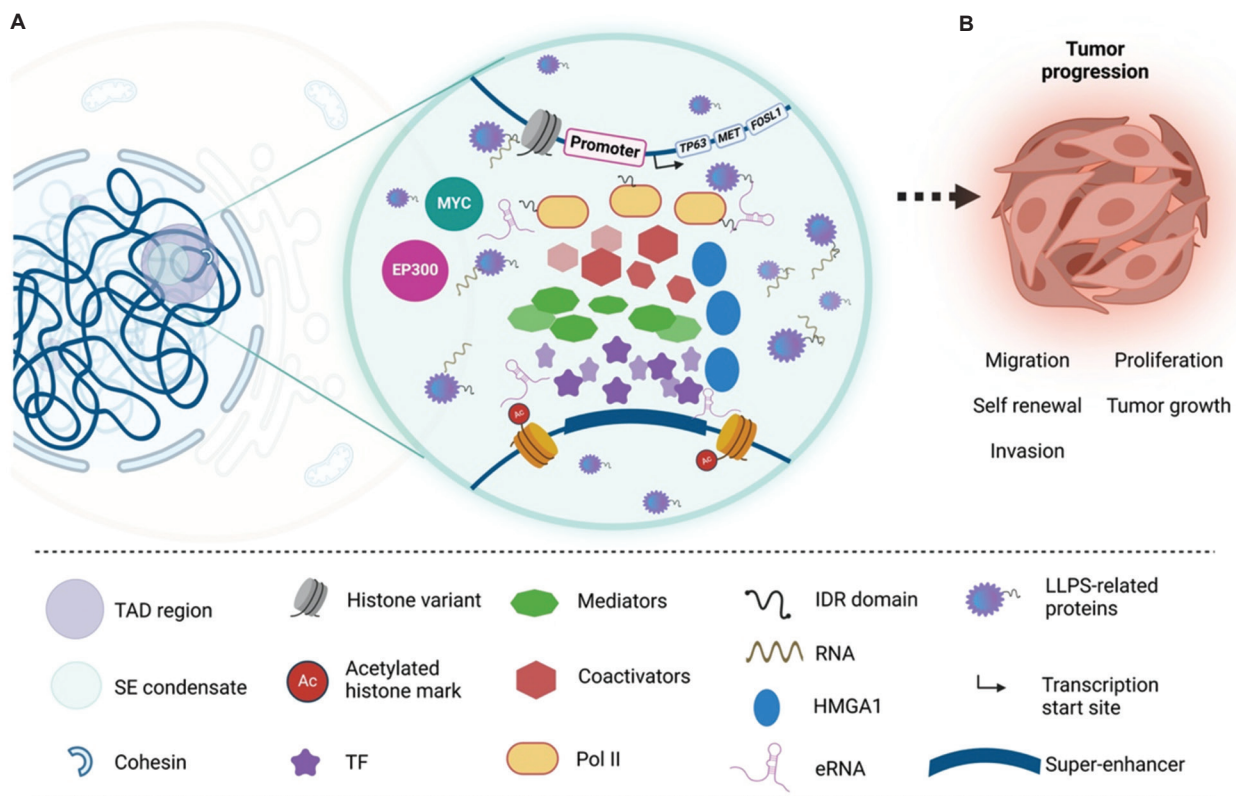 A
B
Tumor
progression
Promoter
TP63
MET
FOSL1
MYC
EP300
Ac
Ac
Migration
Proliferation
Self renewal
Tumor growth
Invasion
TAD region
Histone variant
Mediators
IDR domain
LLPS-related
proteins
RNA
SE condensate
Ac
Acetylated
histone mark
Coactivators
HMGA1
Transcription
start site
Cohesin
TF
Pol II
eRNA
Super-enhancer